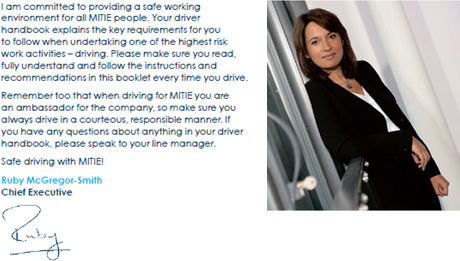 I am committed to providing a safe working
environment for all MITIE people. Your driver
handbook explains the key requirements for you
to follow when undertaking one of the highest risk
work activities – driving. Please make sure you read,
fully understand and follow the instructions and
recommendations in this booklet every time you drive.
Remember too that when driving for MITIE you are
an ambassador for the company, so make sure you
always drive in a courteous, responsible manner. If
you have any questions about anything in your driver
handbook, please speak to your line manager.
Safe driving with MITIE!
Ruby McGregor-Smith
Chief Executive
Ruby